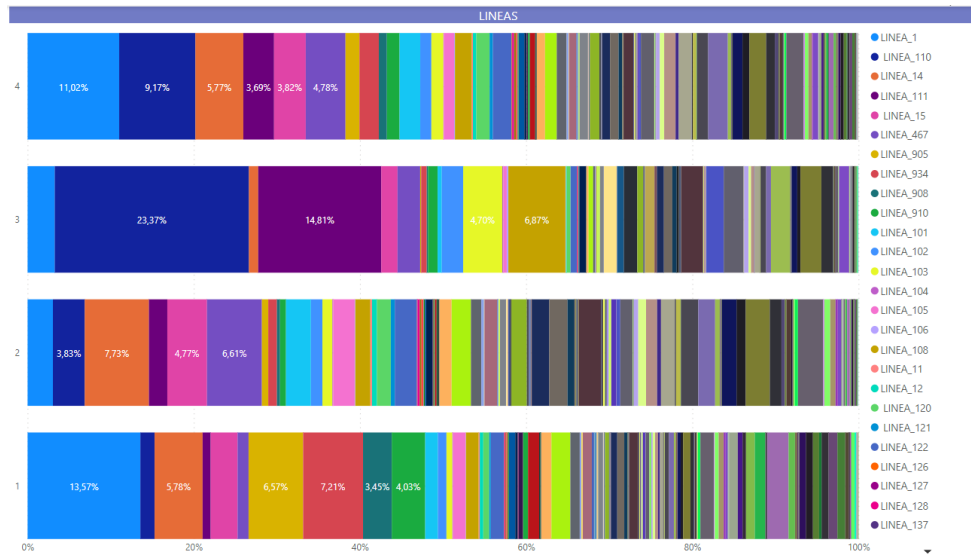 LINEAS
4
11,02%
9,17%
5,77%
3,69%
3,82%
4,78%
3
23,37%
14,81%
4,70%
6,87%
2
3,83%
7,73%
4,77%
6,61%
1
13,57%
5,78%
6,57%
7,21%
3,45%
4,03%
0%
20%
40%
60%
80%
100%
LINEA_1
LINEA_110
LINEA_14
LINEA_111
LINEA_15
LINEA_467
LINEA_905
LINEA_934
LINEA_908
LINEA_910
LINEA_101
LINEA_102
LINEA_103
LINEA_104
LINEA_105
LINEA_106
LINEA_108
LINEA_11
LINEA_12
LINEA_120
LINEA_121
LINEA_122
LINEA_126
LINEA_127
LINEA_128
LINEA_137